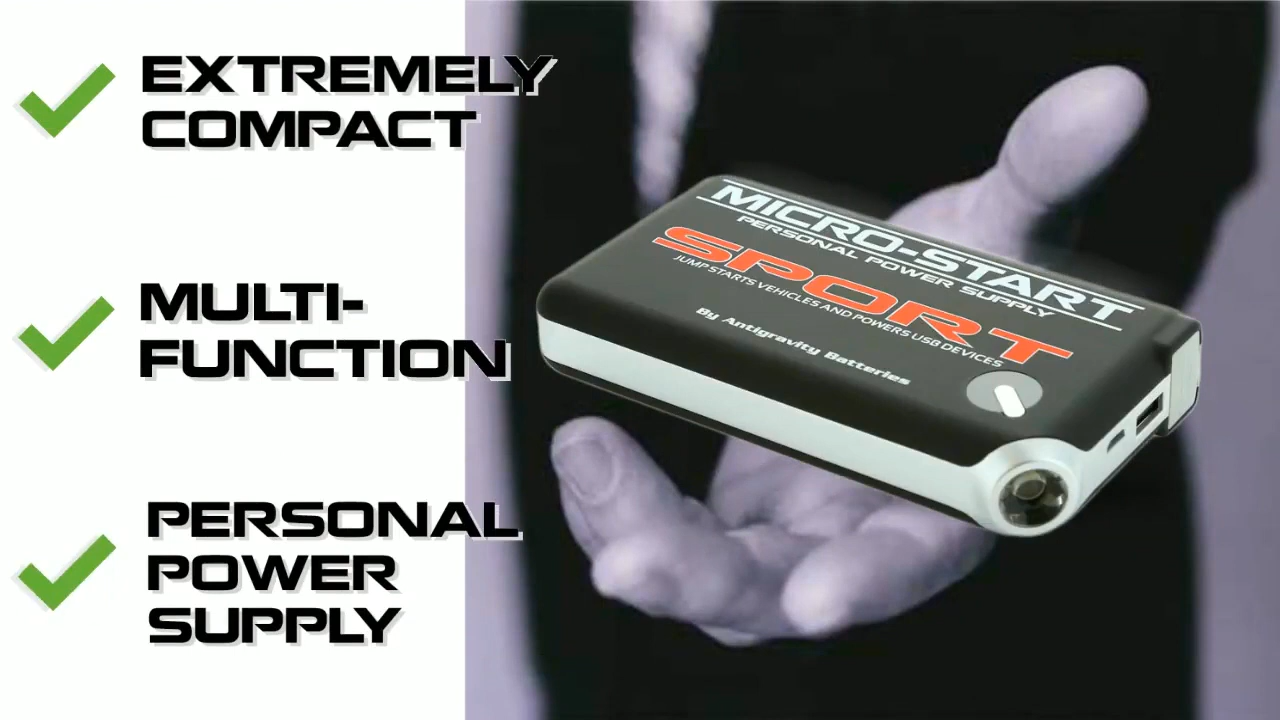 EXTREMELY
COMPACT
MULTI-
FUNCTION
PERSONAL
POWER
SUPPLY
MICRO-START
PERSONAL POWER SUPPLY
SPORT
JUMP STARTS VEHICLES AND POWERS USB DEVICES
By Antigravity Batteries